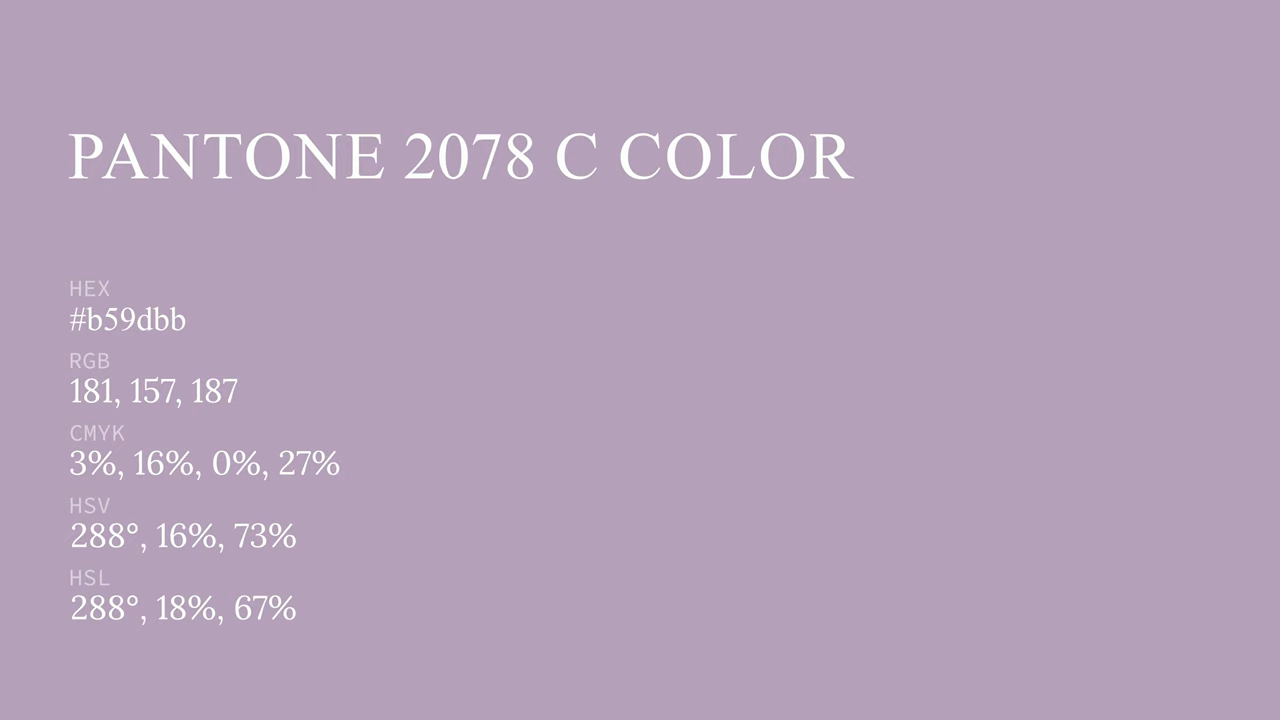 PANTONE 2078 C COLOR
HEX
#b59dbb
RGB
181, 157, 187
CMYK
3%, 16%, 0%, 27%
HSV
288°, 16%, 73%
HSL
288°, 18%, 67%